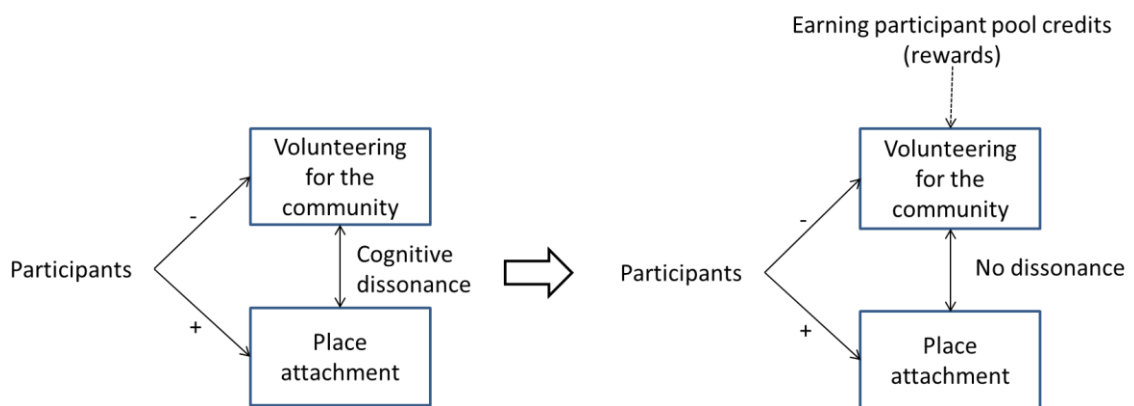 Earning participant pool credits
(rewards)
Volunteering
for the
community
-
Participants
Cognitive
dissonance
+
Place
attachment
Volunteering
for the
community
-
Participants
No dissonance
+
Place
attachment